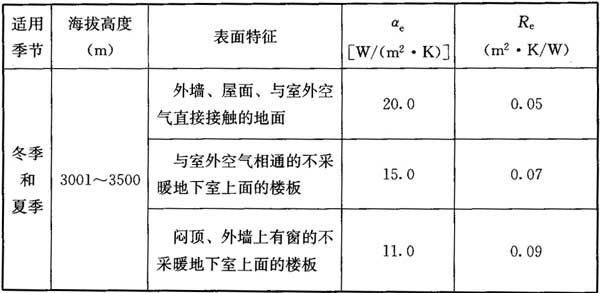 适用
季节
海拔高度
（m）
表面特征
αe
[W/(m²·K)]
Re
(m²·K/W)
冬季
和
夏季
3001～3500
外墙、屋面、与室外空
气直接接触的地面
20.0
0.05
与室外空气相通的不采
暖地下室上面的楼板
15.0
0.07
闷顶、外墙上有窗的不
采暖地下室上面的楼板
11.0
0.09